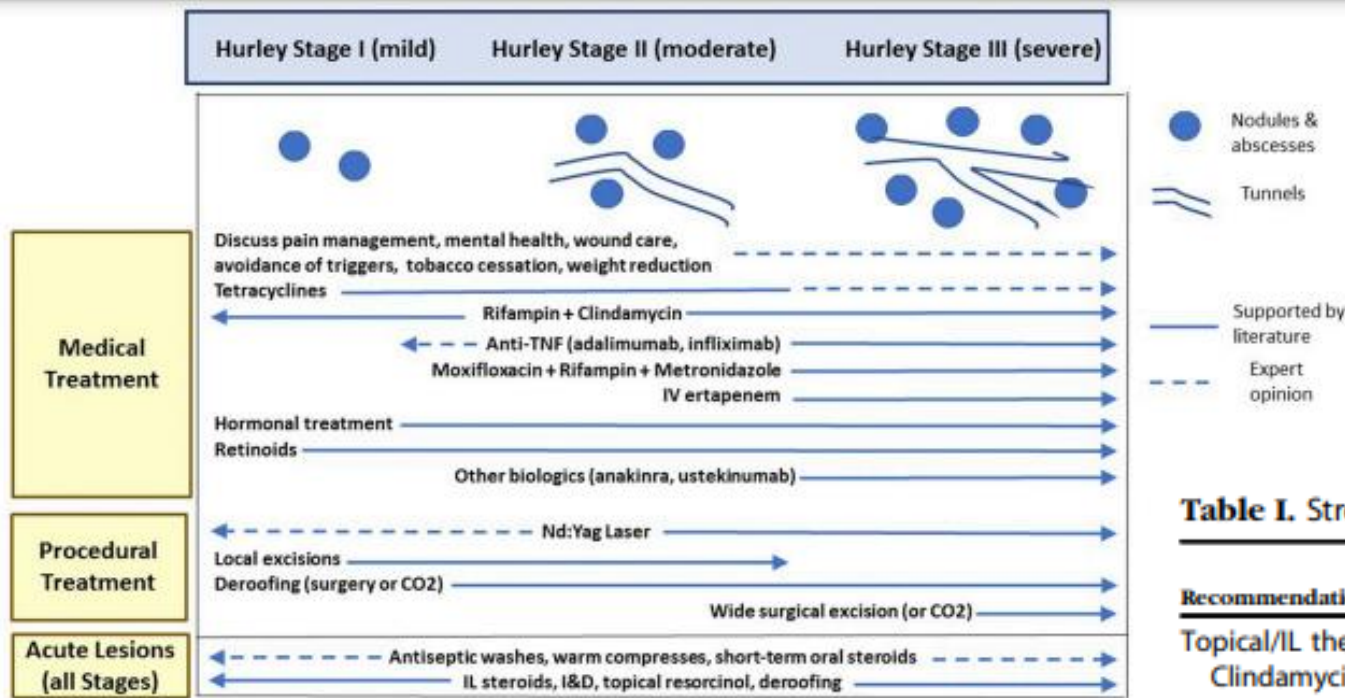 Hurley Stage I (mild) Hurley Stage II (moderate) Hurley Stage III (severe)
Nodules &
abscesses
Tunnels
Supported by
literature
Expert
opinion
Medical
Treatment
Discuss pain management, mental health, wound care,
avoidance of triggers, tobacco cessation, weight reduction
Tetracyclines
Rifampin + Clindamycin
Anti-TNF (adalimumab, infliximab)
Moxifloxacin + Rifampin + Metronidazole
IV ertapenem
Hormonal treatment
Retinoids
Other biologics (anakinra, ustekinumab)
Procedural
Treatment
Nd:Yag Laser
Local excisions
Deroofing (surgery or CO2)
Wide surgical excision (or CO2)
Acute Lesions
(all Stages)
Antiseptic washes, warm compresses, short-term oral steroids
IL steroids, I&D, topical resorcinol, deroofing
Table I.
Topical/IL